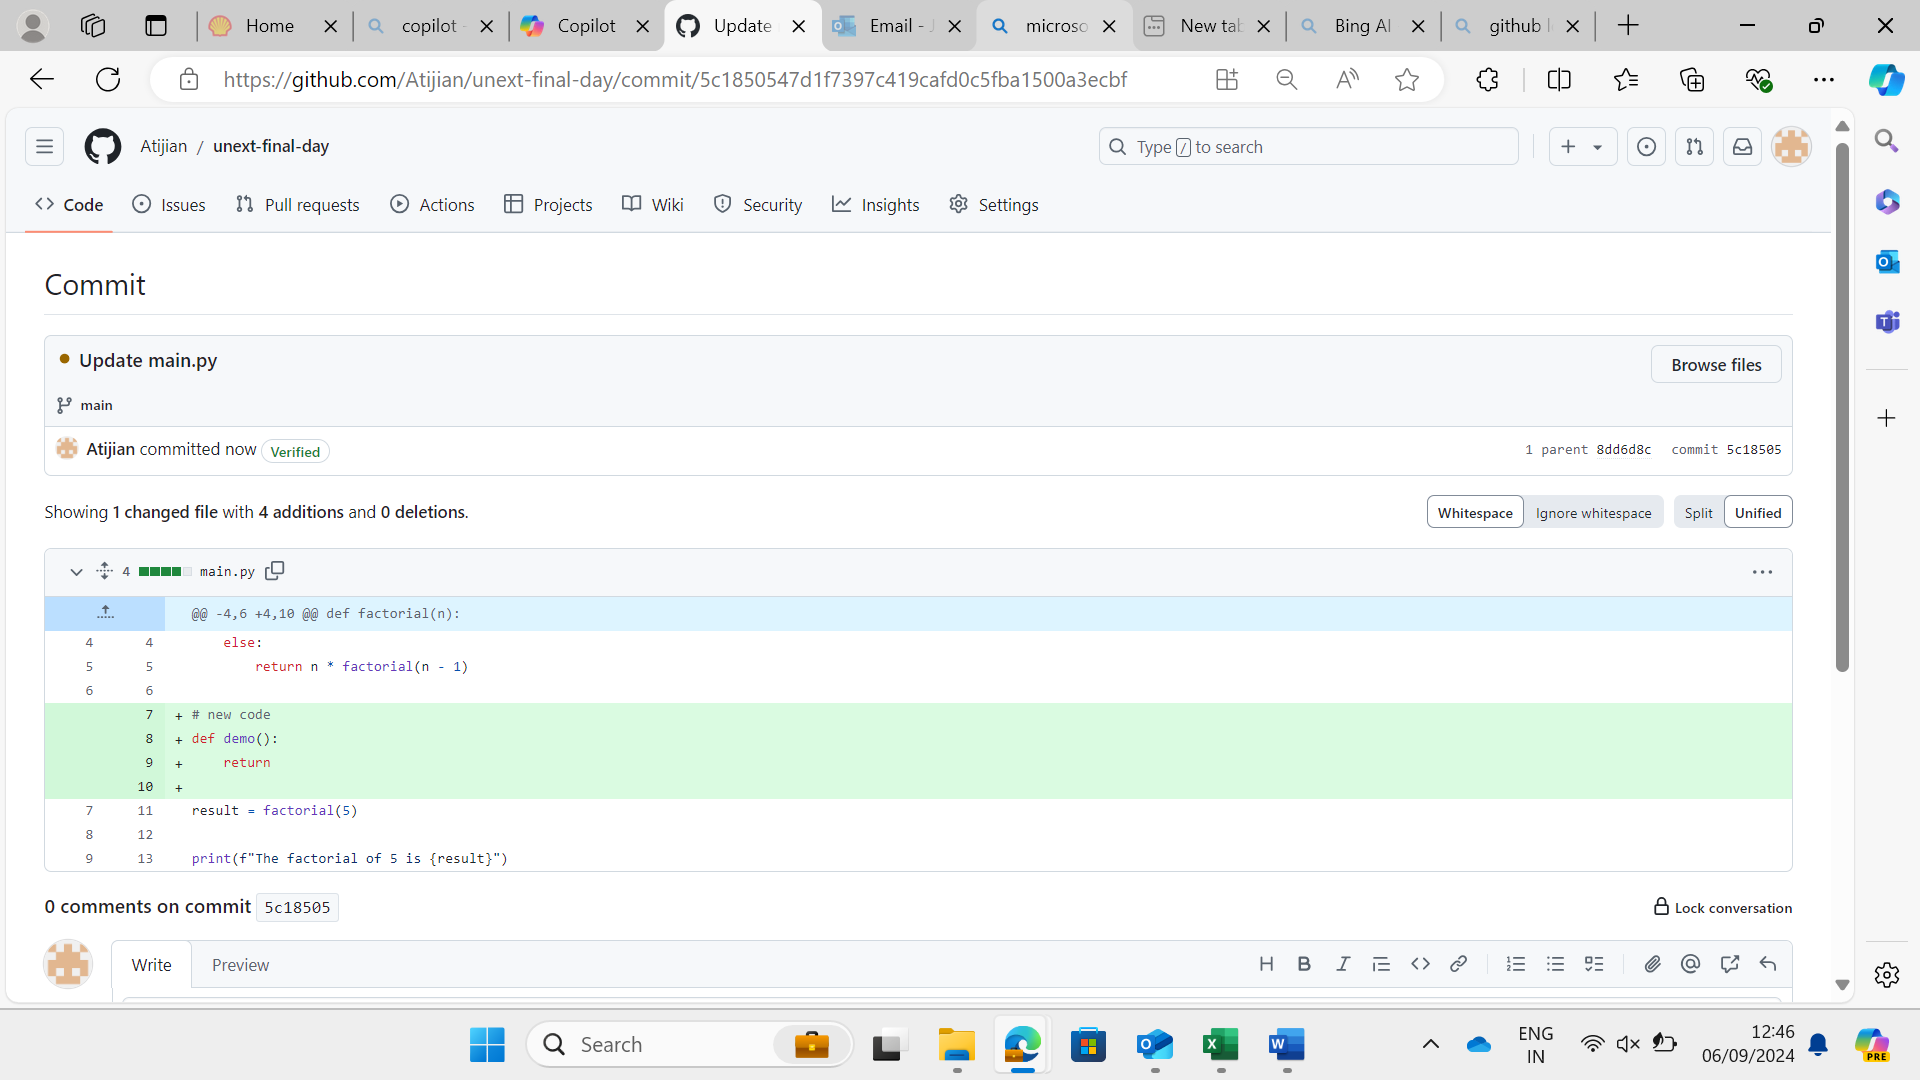 Home
copilot -
Copilot
Update
Email - J
microso
New tab
Bing AI
github l
https://github.com/Atijian/unext-final-day/commit/5c1850547d1f7397c419cafd0c5fba1500a3ecbf
Atijian / unext-final-day
Type / to search
Code
Issues
Pull requests
Actions
Projects
Wiki
Security
Insights
Settings
Commit
Update main.py
Browse files
main
Atijian committed now Verified
1 parent 8dd6d8c commit 5c18505
Showing 1 changed file with 4 additions and 0 deletions.
Whitespace Ignore whitespace
Split Unified
4 main.py
@@ -4,6 +4,10 @@ def factorial(n):
4 4 else:
5 5 return n * factorial(n - 1)
6 6
7 + # new code
8 + def demo():
9 + return
10 +
7 11 result = factorial(5)
8 12
9 13 print(f"The factorial of 5 is {result}")
0 comments on commit 5c18505
Lock conversation
Write
Preview
Search
ENG
IN
12:46
06/09/2024
PRE